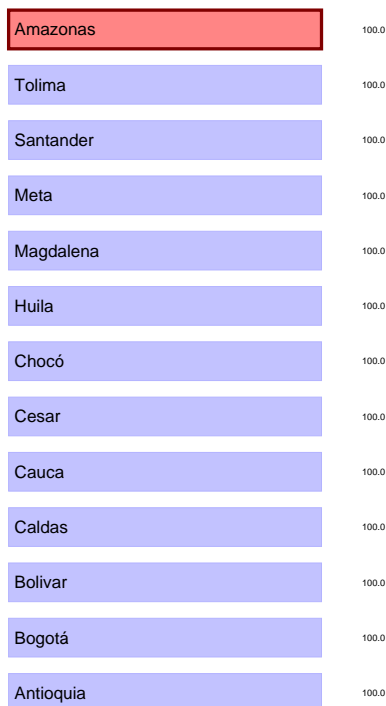 Amazonas 100.0
Tolima 100.0
Santander 100.0
Meta 100.0
Magdalena 100.0
Huila 100.0
Chocó 100.0
Cesar 100.0
Cauca 100.0
Caldas 100.0
Bolivar 100.0
Bogotá 100.0
Antioquia 100.0